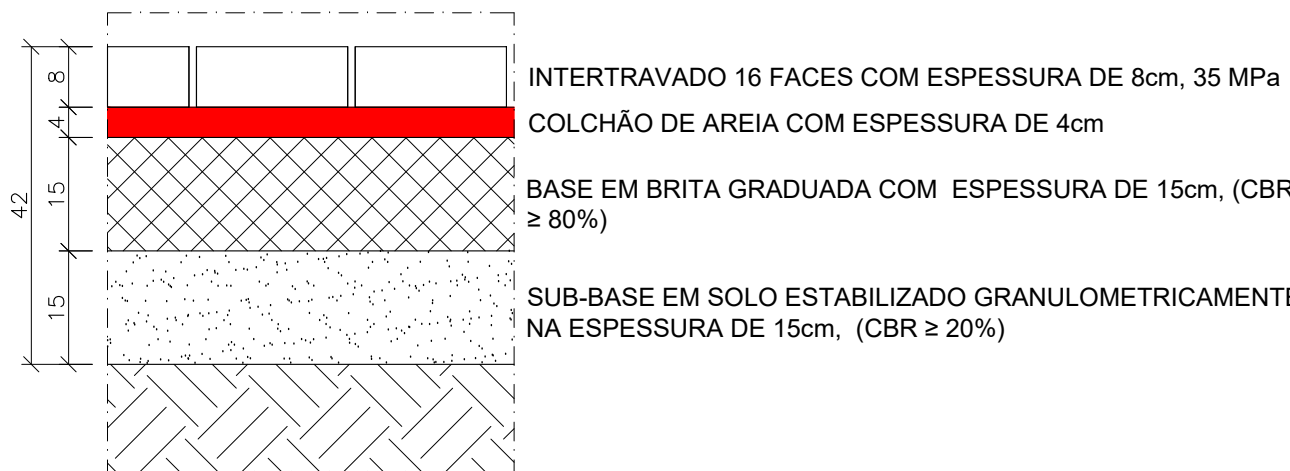 INTERTRAVADO 16 FACES COM ESPESSURA DE 8cm, 35 MPa
COLCHÃO DE AREIA COM ESPESSURA DE 4cm
BASE EM BRITA GRADUADA COM ESPESSURA DE 15cm, (CBR
≥ 80%)
SUB-BASE EM SOLO ESTABILIZADO GRANULOMETRICAMENTE
NA ESPESSURA DE 15cm, (CBR ≥ 20%)
8
4
15
15
42